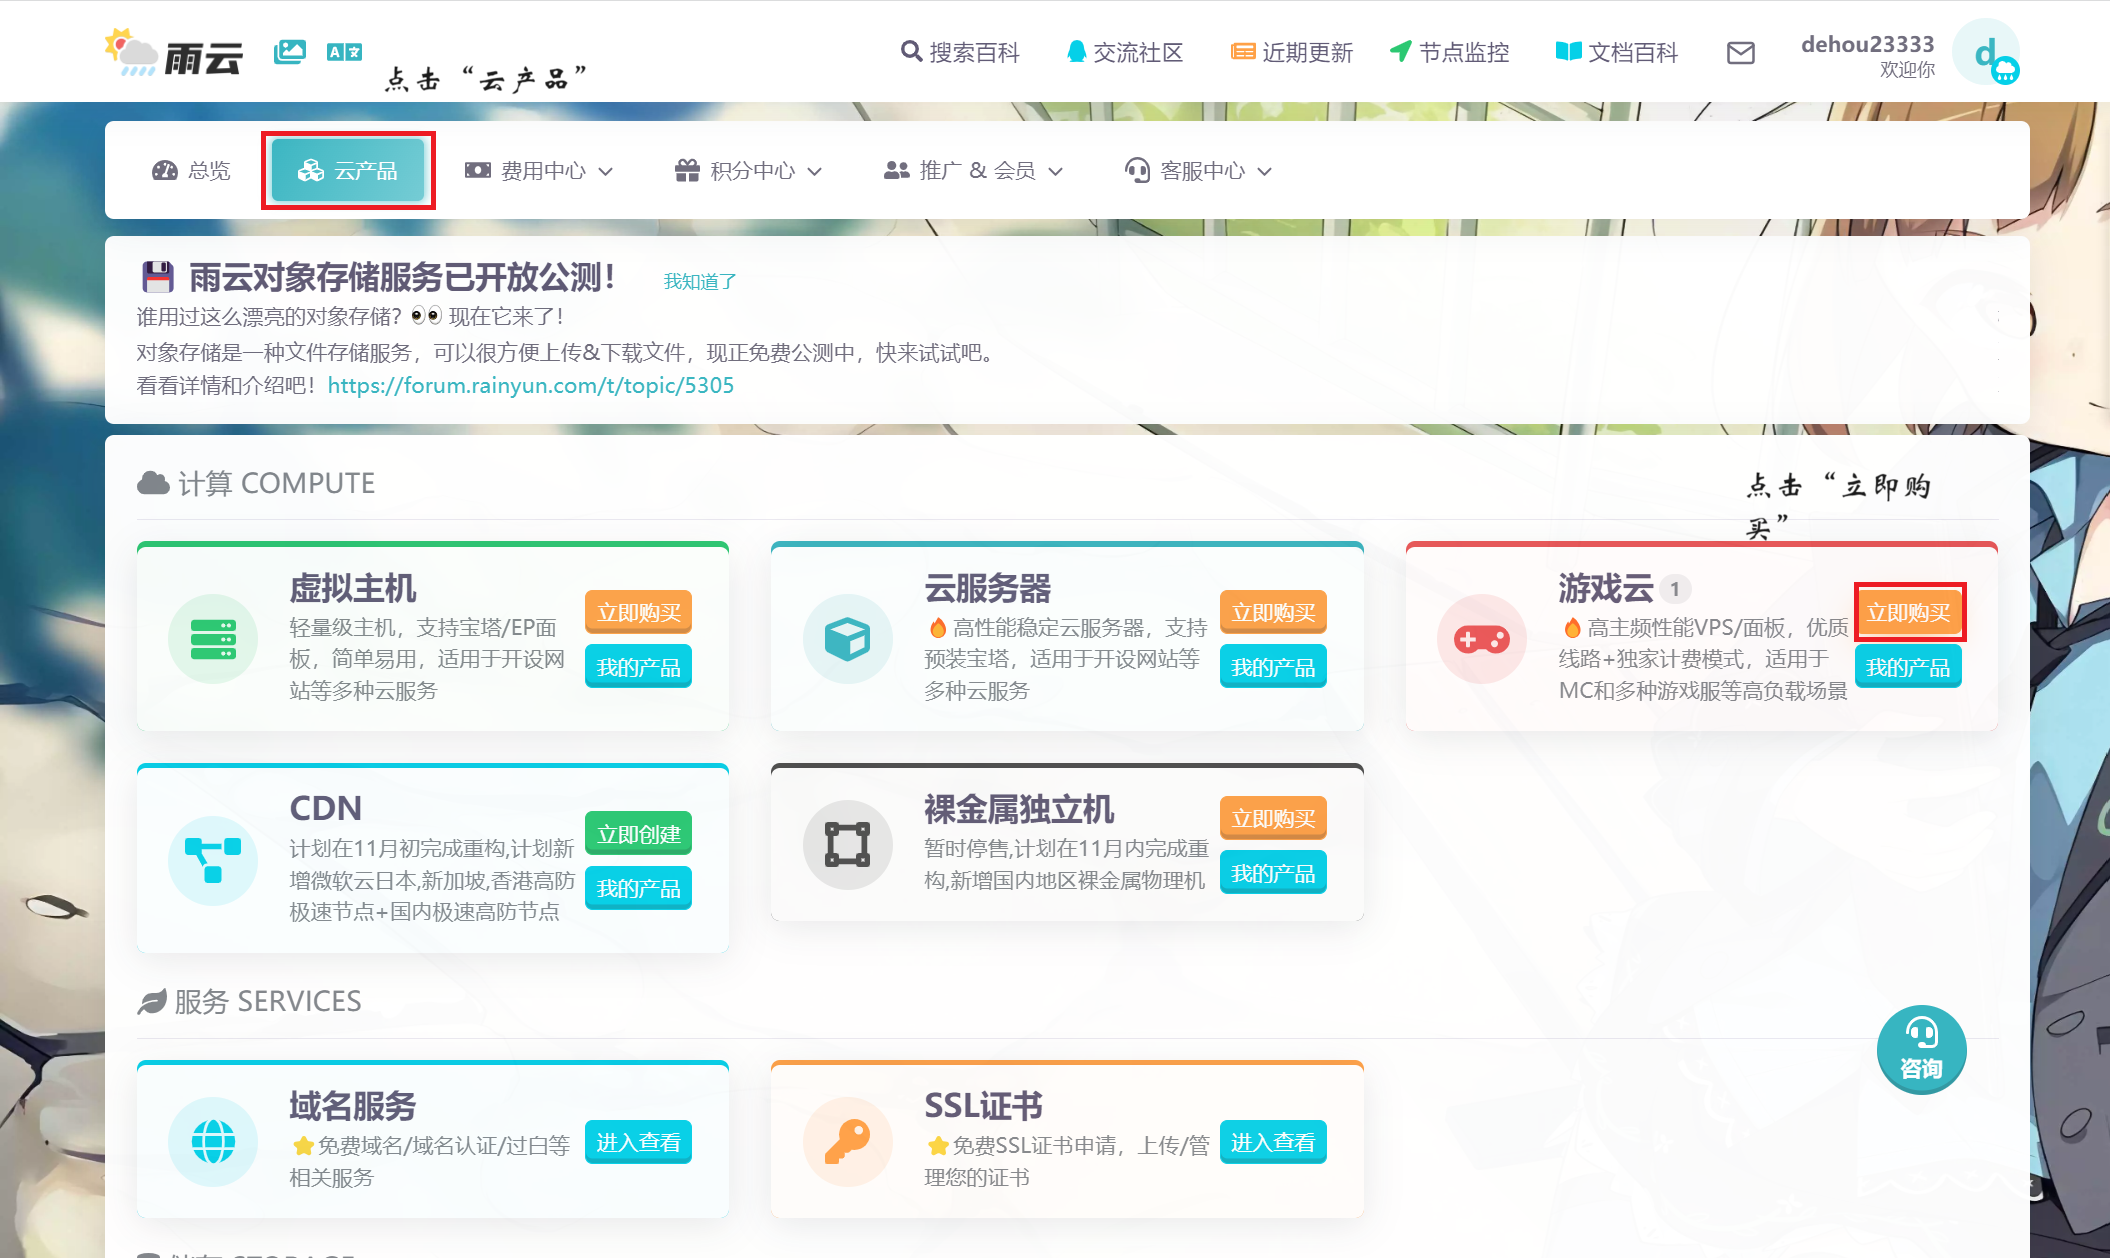 雨云
搜索百科
交流社区
近期更新
节点监控
文档百科
dehou23333
欢迎你
d
点击“云产品”
总览
云产品
费用中心
积分中心
推广 & 会员
客服中心
雨云对象存储服务已开放公测！
我知道了
谁用过这么漂亮的对象存储？👀 现在它来了！
对象存储是一种文件存储服务，可以很方便上传&下载文件，现正免费公测中，快来试试吧。
看看详情和介绍吧！https://forum.rainyun.com/t/topic/5305
计算 COMPUTE
点击“立即购
买”
虚拟主机
轻量级主机，支持宝塔/EP面
板，简单易用，适用于开设网
站等多种云服务
立即购买
我的产品
云服务器
🔥高性能稳定云服务器，支持
预装宝塔，适用于开设网站等
多种云服务
立即购买
我的产品
游戏云 1
🔥高主频性能VPS/面板，优质
线路+独家计费模式，适用于
MC和多种游戏服等高负载场景
立即购买
我的产品
CDN
计划在11月初完成重构,计划新
增微软云日本,新加坡,香港高防
极速节点+国内极速高防节点
立即创建
我的产品
裸金属独立机
暂时停售,计划在11月内完成重
构,新增国内地区裸金属物理机
立即购买
我的产品
服务 SERVICES
咨询
域名服务
⭐免费域名/域名认证/过白等
相关服务
进入查看
SSL证书
⭐免费SSL证书申请，上传/管
理您的证书
进入查看